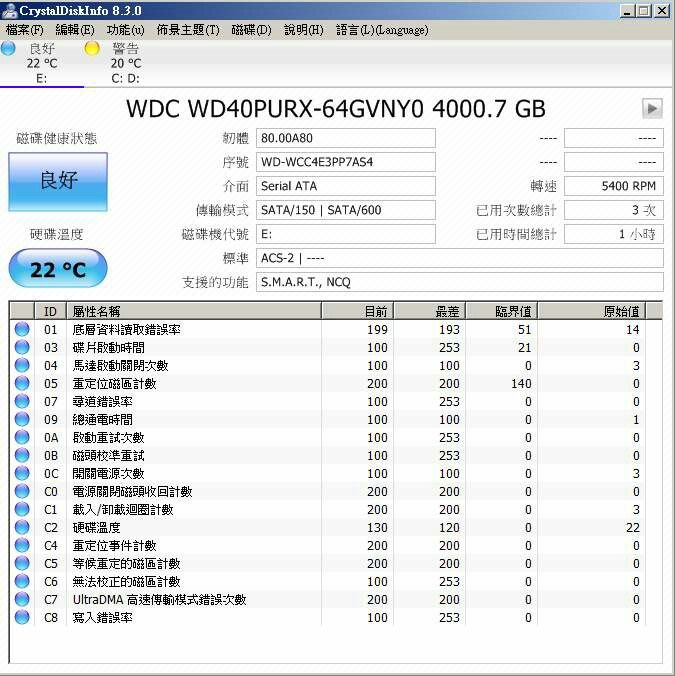 CrystalDiskInfo 8.3.0
檔案(F) 編輯(E) 功能(u) 佈景主題(T) 磁碟(D) 說明(H) 語言(L)(Language)
良好 警告
22 °C 20 °C
E: C: D:
WDC WD40PURX-64GVNY0 4000.7 GB
磁碟健康狀態
良好
硬碟溫度
22 °C
韌體 80.00A80 ---- ----
序號 WD-WCC4E3PP7AS4 ---- ----
介面 Serial ATA 轉速 5400 RPM
傳輸模式 SATA/150 | SATA/600 已用次數總計 3 次
磁碟機代號 E: 已用時間總計 1 小時
標準 ACS-2 | ----
支援的功能 S.M.A.R.T., NCQ
ID 屬性名稱 目前 最差 臨界值 原始值
01 底層資料讀取錯誤率 199 193 51 14
03 碟片啟動時間 100 253 21 0
04 馬達啟動關閉次數 100 100 0 3
05 重定位磁區計數 200 200 140 0
07 尋道錯誤率 100 253 0 0
09 總通電時間 100 100 0 1
0A 啟動重試次數 100 253 0 0
0B 磁頭校準重試 100 253 0 0
0C 開關電源次數 100 100 0 3
C0 電源關閉磁頭收回計數 200 200 0 0
C1 載入/卸載迴圈計數 200 200 0 3
C2 硬碟溫度 130 120 0 22
C4 重定位事件計數 200 200 0 0
C5 等候重定的磁區計數 200 200 0 0
C6 無法校正的磁區計數 100 253 0 0
C7 UltraDMA 高速傳輸模式錯誤次數 200 200 0 0
C8 寫入錯誤率 100 253 0 0